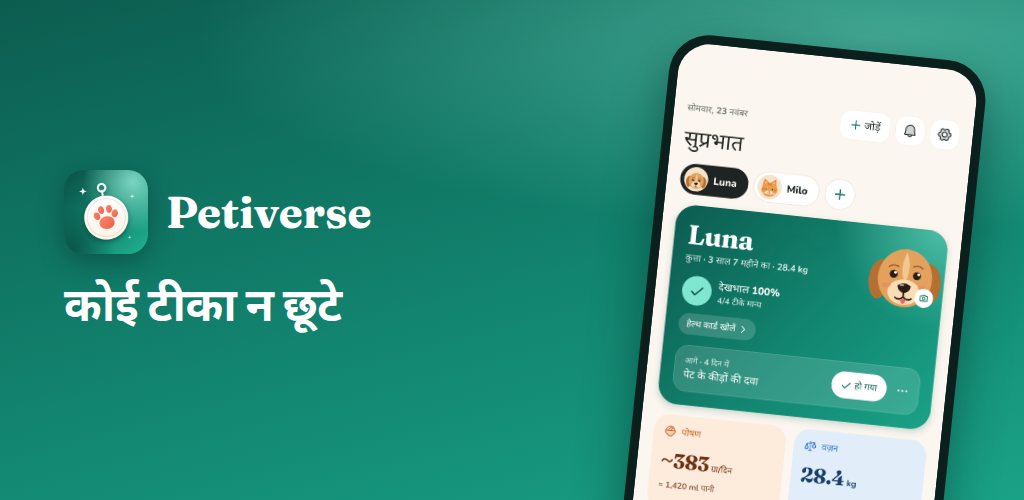 Petiverse
कोई टीका न छूटे
सोमवार, 23 नवंबर
सुप्रभात
+ जोड़ें
Luna
Milo
+
Luna
कुत्ता · 3 साल 7 महीने का · 28.4 kg
देखभाल 100%
4/4 टीके मान्य
हेल्थ कार्ड खोलें
आगे · 4 दिन में
पेट के कीड़ों की दवा
हो गया
पोषण
~383 ग्रा/दिन
≈ 1,420 ml पानी
वज़न
28.4 kg